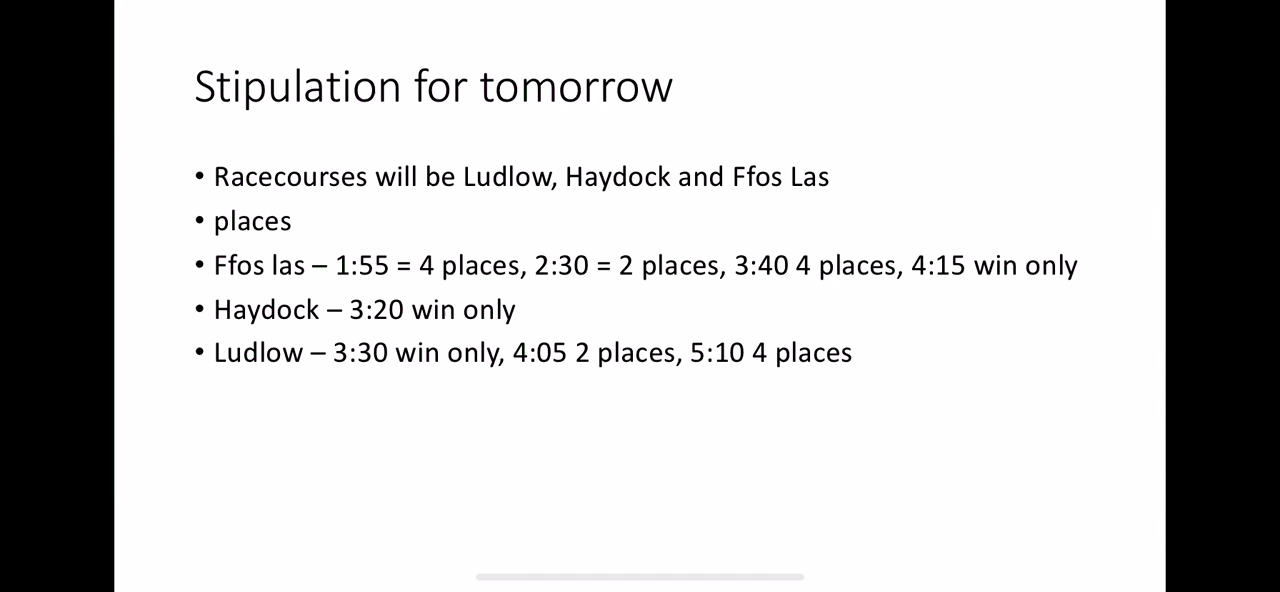 Stipulation for tomorrow
• Racecourses will be Ludlow, Haydock and Ffos Las
• places
• Ffos las – 1:55 = 4 places, 2:30 = 2 places, 3:40 4 places, 4:15 win only
• Haydock – 3:20 win only
• Ludlow – 3:30 win only, 4:05 2 places, 5:10 4 places